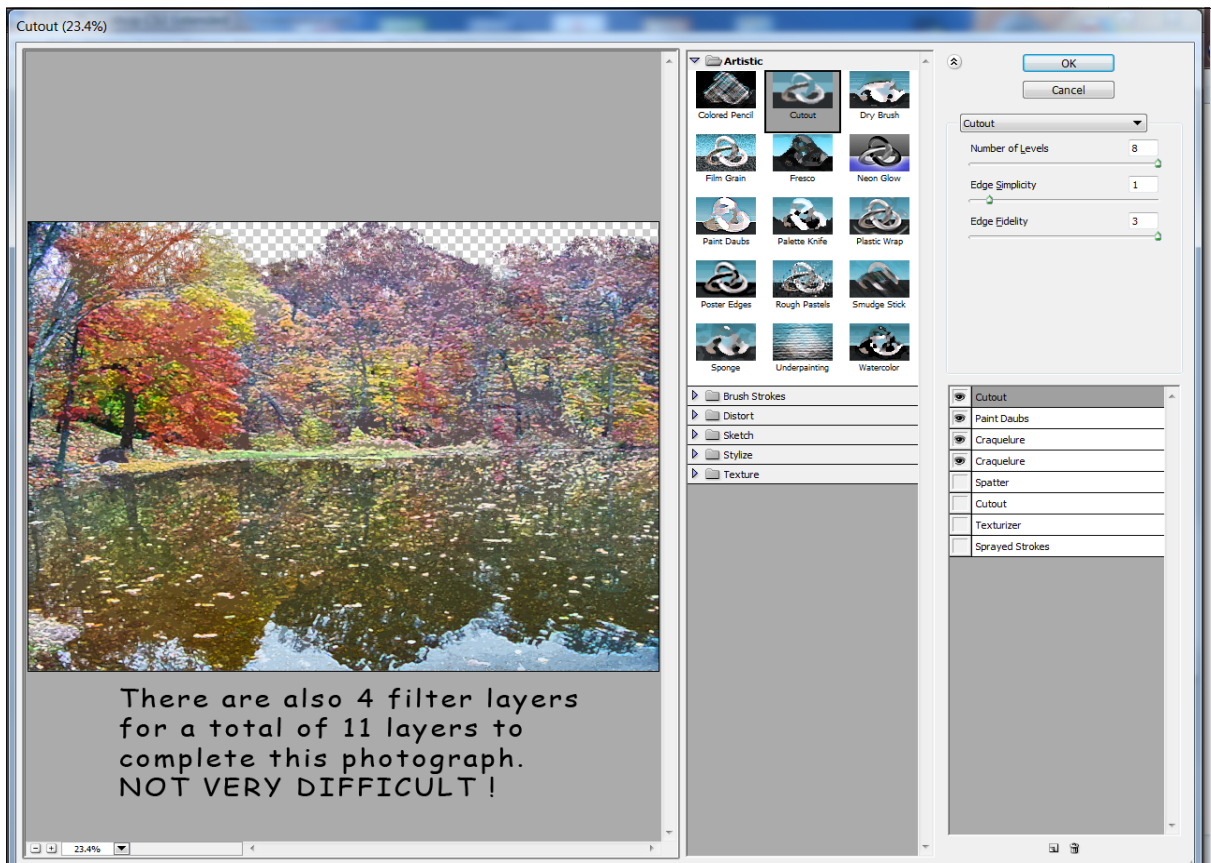 Cutout (23.4%)
Artistic
Colored Pencil
Cutout
Dry Brush
Film Grain
Fresco
Neon Glow
Paint Daubs
Palette Knife
Plastic Wrap
Poster Edges
Rough Pastels
Smudge Stick
Sponge
Underpainting
Watercolor
Brush Strokes
Distort
Sketch
Stylize
Texture
OK
Cancel
Cutout
Number of Levels 8
Edge Simplicity 1
Edge Fidelity 3
Cutout
Paint Daubs
Craquelure
Craquelure
Spatter
Cutout
Texturizer
Sprayed Strokes
There are also 4 filter layers
for a total of 11 layers to
complete this photograph.
NOT VERY DIFFICULT !
23.4%